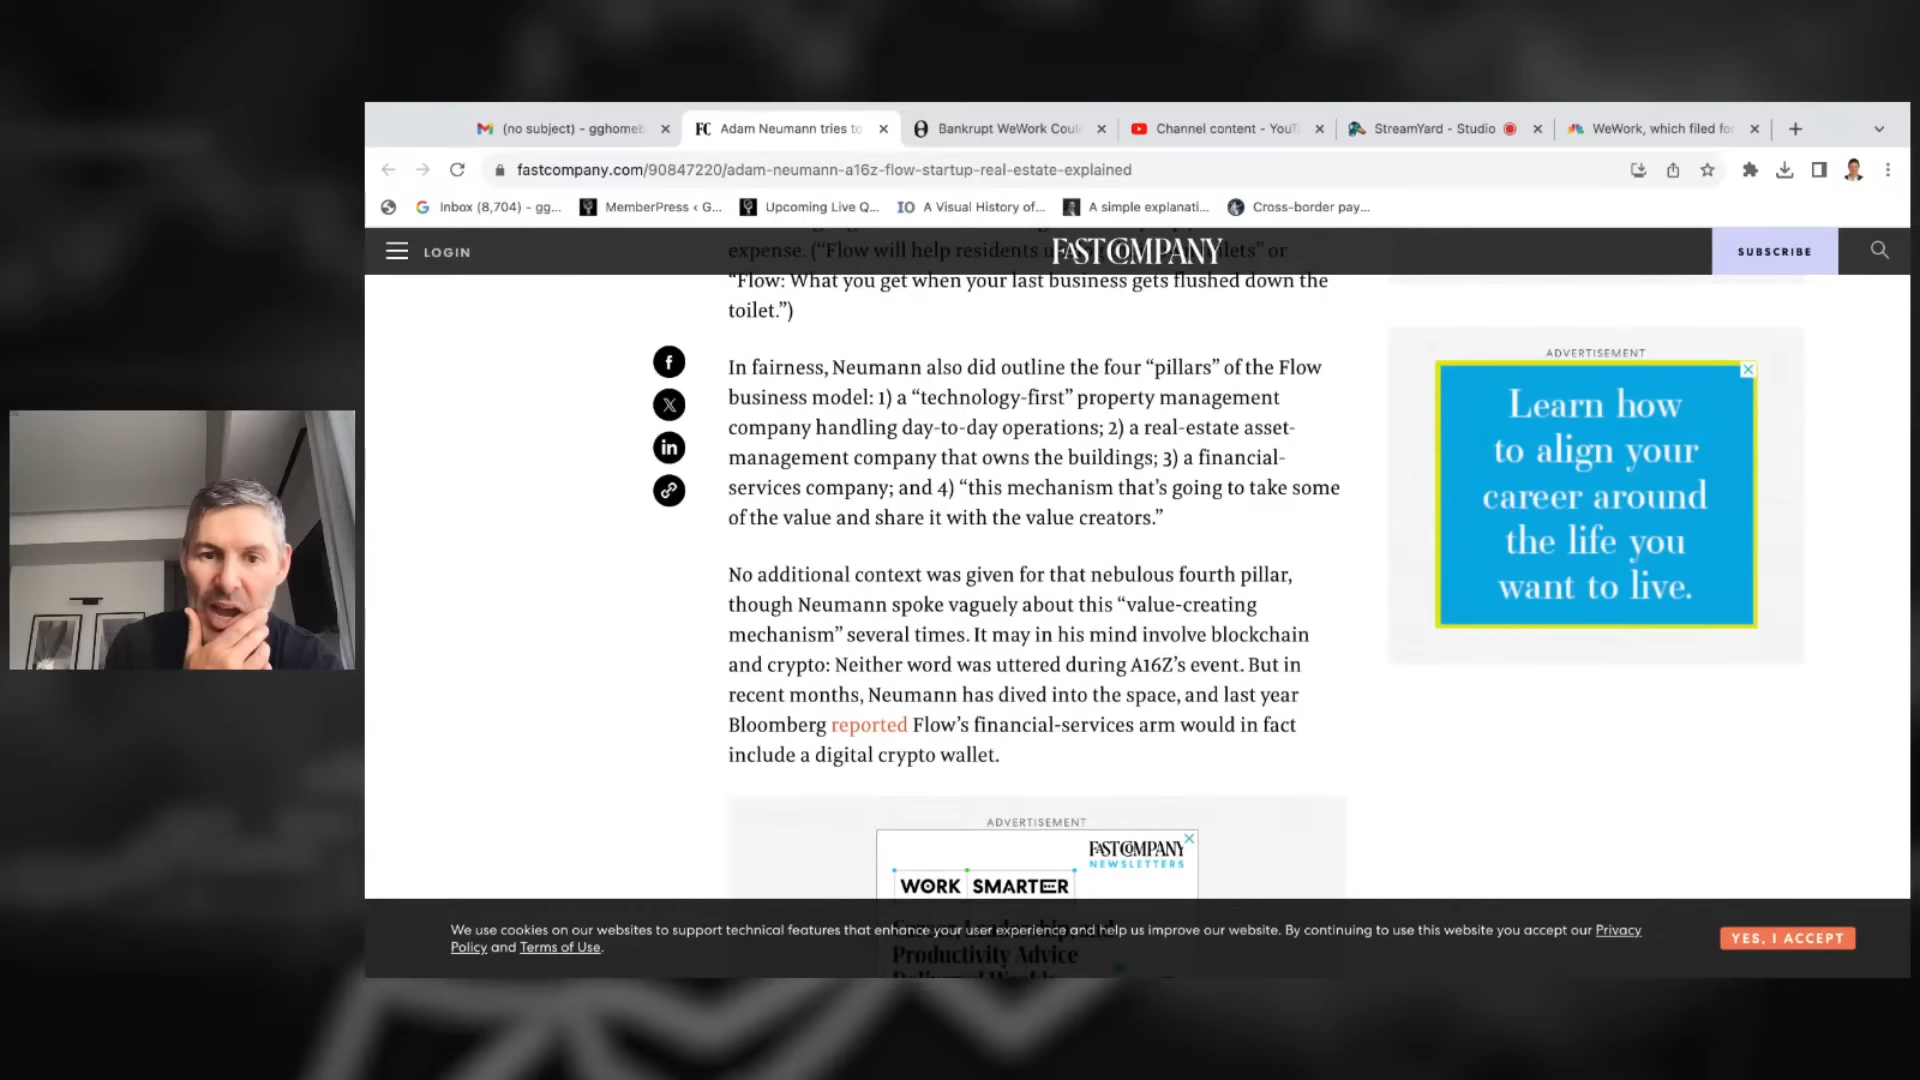 (no subject) - gghomeb
FC Adam Neumann tries to
Bankrupt WeWork Coul
Channel content - YouT
StreamYard - Studio
WeWork, which filed fo
fastcompany.com/90847220/adam-neumann-a16z-flow-startup-real-estate-explained
Inbox (8,704) - gg...
MemberPress ‹ G...
Upcoming Live Q...
IO A Visual History of...
A simple explanati...
Cross-border pay...
LOGIN
FAST COMPANY
SUBSCRIBE
expense. (“Flow will help residents
“Flow: What you get when your last business gets flushed down the
toilet.”)
In fairness, Neumann also did outline the four “pillars” of the Flow
business model: 1) a “technology-first” property management
company handling day-to-day operations; 2) a real-estate asset-
management company that owns the buildings; 3) a financial-
services company; and 4) “this mechanism that’s going to take some
of the value and share it with the value creators.”
No additional context was given for that nebulous fourth pillar,
though Neumann spoke vaguely about this “value-creating
mechanism” several times. It may in his mind involve blockchain
and crypto: Neither word was uttered during A16Z’s event. But in
recent months, Neumann has dived into the space, and last year
Bloomberg reported Flow’s financial-services arm would in fact
include a digital crypto wallet.
ADVERTISEMENT
Learn how
to align your
career around
the life you
want to live.
ADVERTISEMENT
FAST COMPANY
NEWSLETTERS
WORK SMARTER
We use cookies on our websites to support technical features that enhance your user experience and help us improve our website. By continuing to use this website you accept our Privacy
Policy and Terms of Use.
YES, I ACCEPT
Productivity Advice